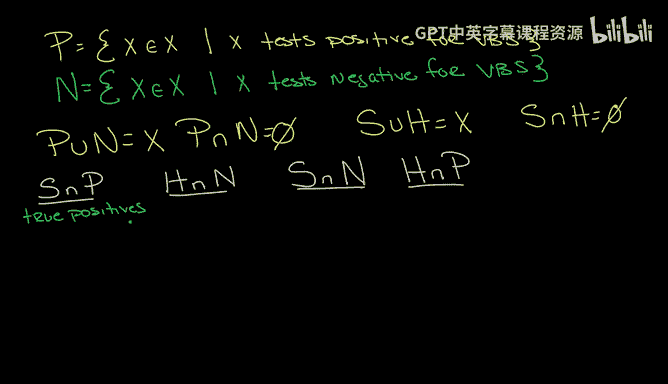 P = { x ∈ X | x tests positive for VBS }
GPT中英字幕课程资源 bilibili
N = { x ∈ X | x tests negative for VBS }
P ∪ N = X P ∩ N = ∅ S ∪ H = X S ∩ H = ∅
S ∩ P H ∩ N S ∩ N H ∩ P
true positives